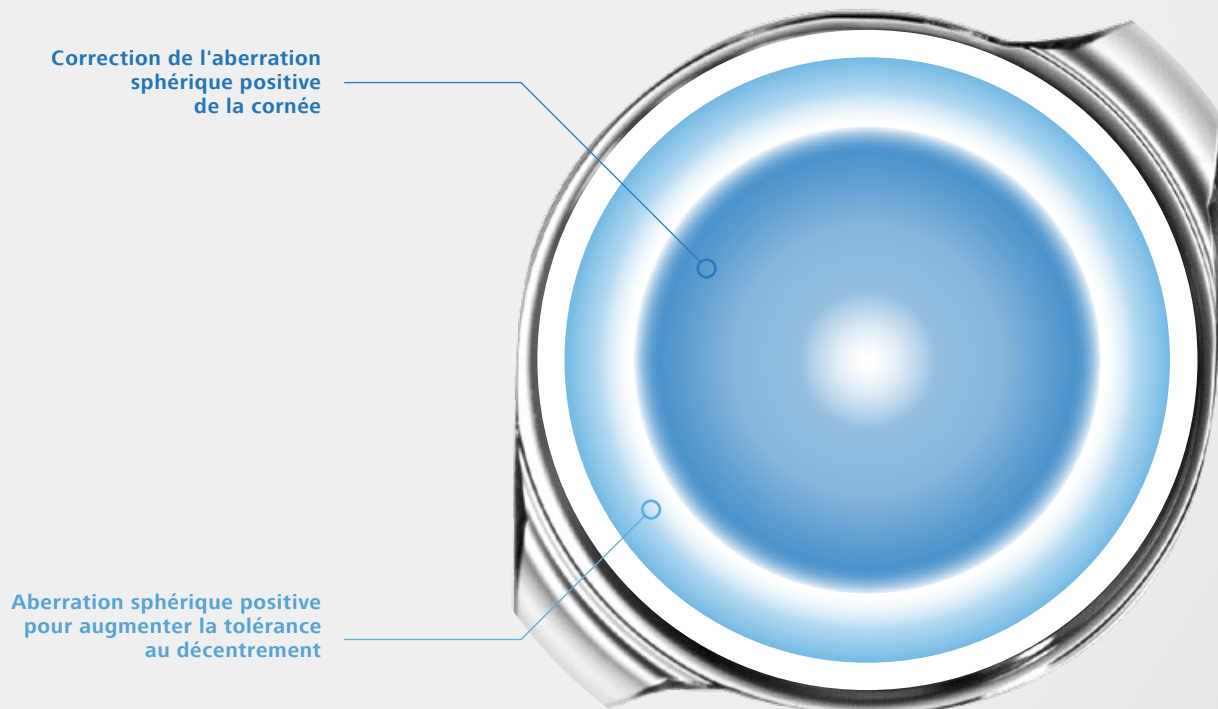 Correction de l'aberration
sphérique positive
de la cornée
Aberration sphérique positive
pour augmenter la tolérance
au décentrement